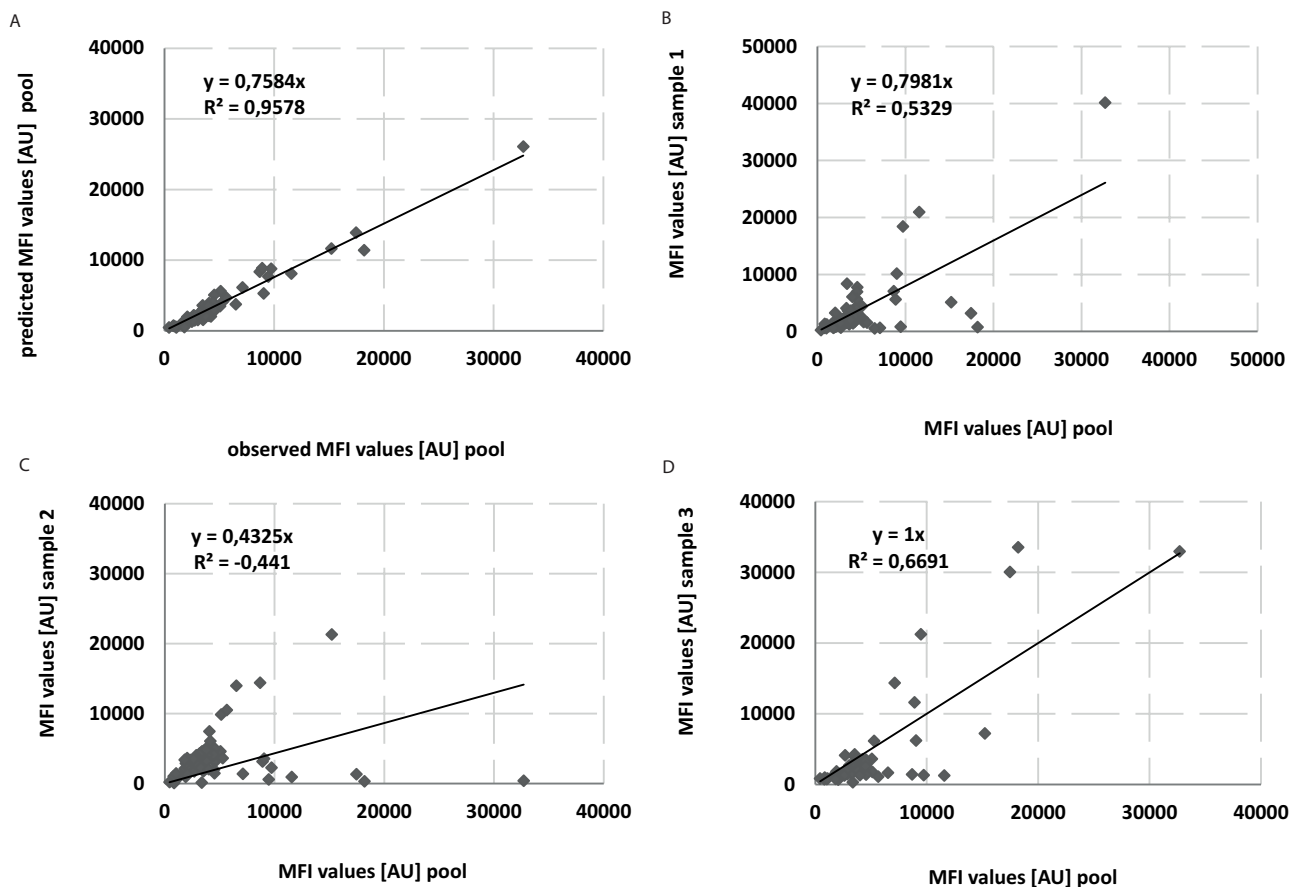 A
predicted MFI values [AU] pool
40000
30000
20000
10000
0
y = 0,7584x
R² = 0,9578
0 10000 20000 30000 40000
observed MFI values [AU] pool
B
MFI values [AU] sample 1
50000
40000
30000
20000
10000
0
y = 0,7981x
R² = 0,5329
0 10000 20000 30000 40000 50000
MFI values [AU] pool
C
MFI values [AU] sample 2
40000
30000
20000
10000
0
y = 0,4325x
R² = -0,441
0 10000 20000 30000 40000
MFI values [AU] pool
D
MFI values [AU] sample 3
40000
30000
20000
10000
0
y = 1x
R² = 0,6691
0 10000 20000 30000 40000
MFI values [AU] pool